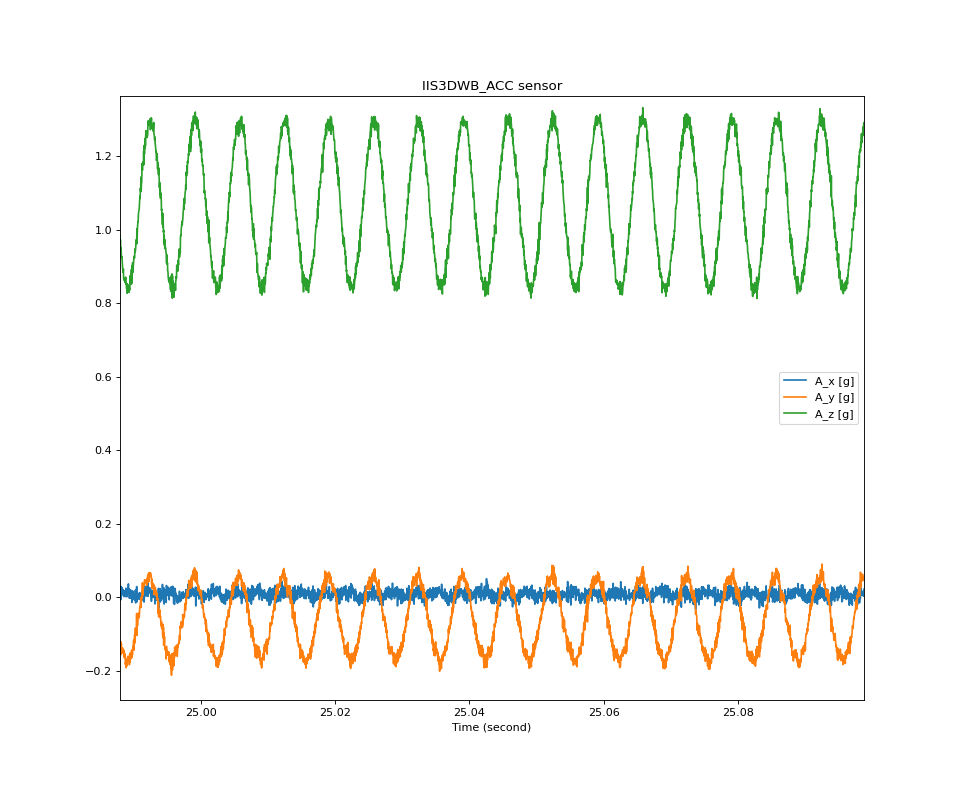 IIS3DWB_ACC sensor
1.2
1.0
0.8
0.6
0.4
0.2
0.0
−0.2
A_x [g]
A_y [g]
A_z [g]
25.00 25.02 25.04 25.06 25.08
Time (second)